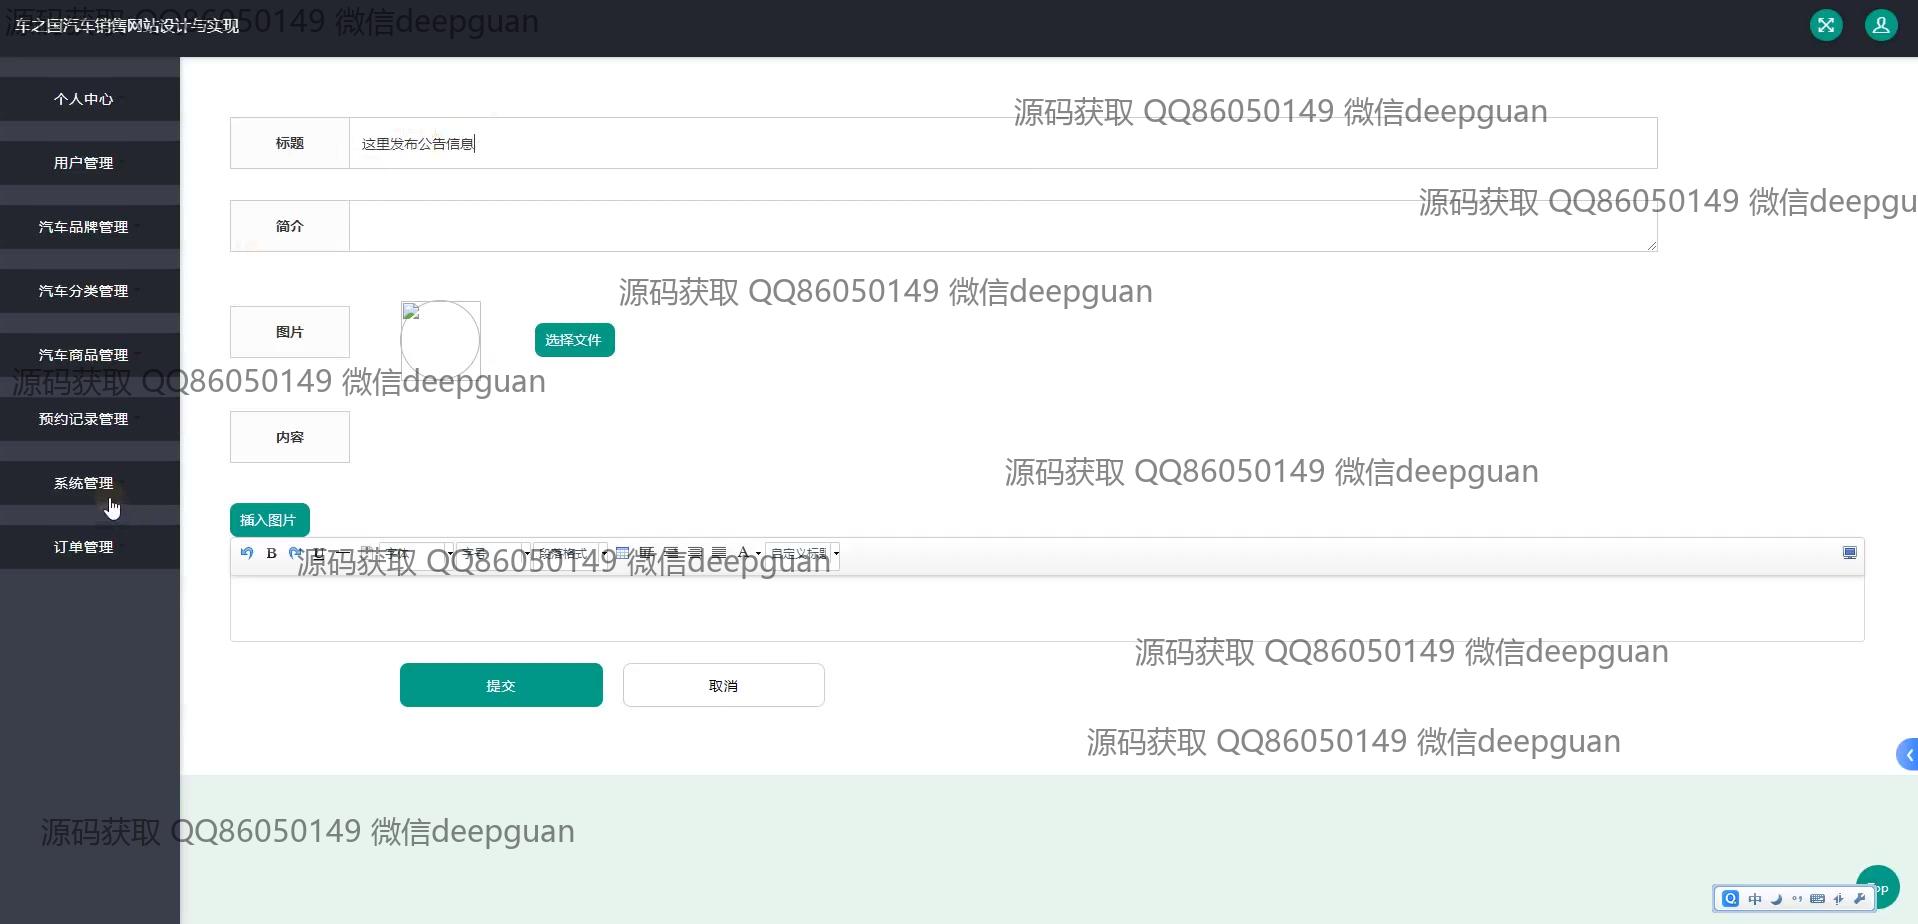 车之国汽车销售网站设计与实现
源码获取 QQ86050149 微信deepguan
个人中心
用户管理
汽车品牌管理
汽车分类管理
汽车商品管理
预约记录管理
系统管理
订单管理
标题
这里发布公告信息
源码获取 QQ86050149 微信deepguan
简介
源码获取 QQ86050149 微信deepgu
源码获取 QQ86050149 微信deepguan
图片
选择文件
源码获取 QQ86050149 微信deepguan
内容
源码获取 QQ86050149 微信deepguan
插入图片
B U 字体 字号 段落格式 A 自定义标题
源码获取 QQ86050149 微信deepguan
源码获取 QQ86050149 微信deepguan
提交
取消
源码获取 QQ86050149 微信deepguan
源码获取 QQ86050149 微信deepguan
Top
中